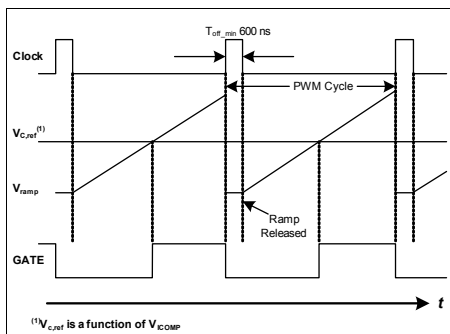 T_off_min 600 ns
Clock
PWM Cycle
V_C,ref^(1)
V_ramp
Ramp
Released
GATE
t
^(1)V_c,ref is a function of V_ICOMP